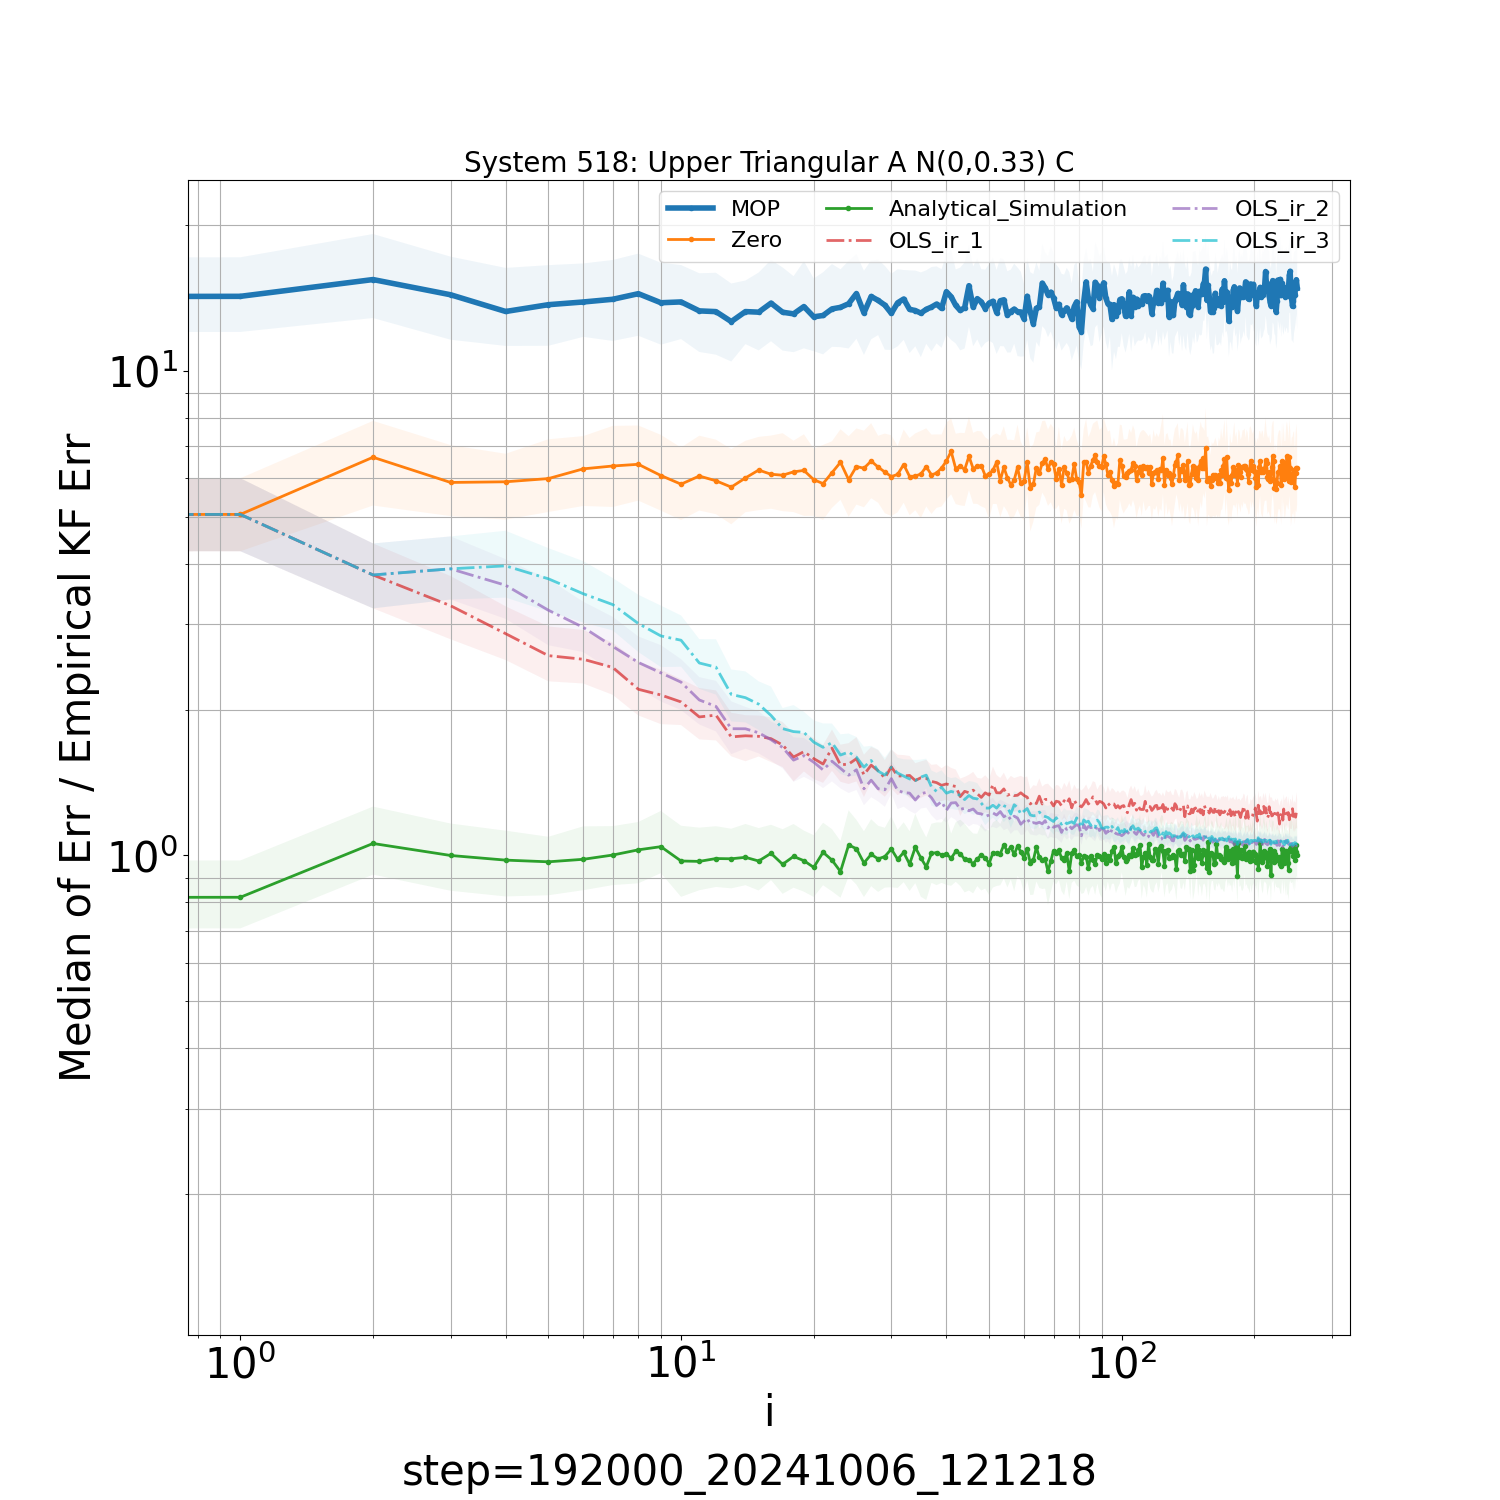 System 518: Upper Triangular A N(0,0.33) C
MOP
Zero
Analytical_Simulation
OLS_ir_1
OLS_ir_2
OLS_ir_3
Median of Err / Empirical KF Err
10¹
10⁰
10⁰ 10¹ 10²
i
step=192000_20241006_121218